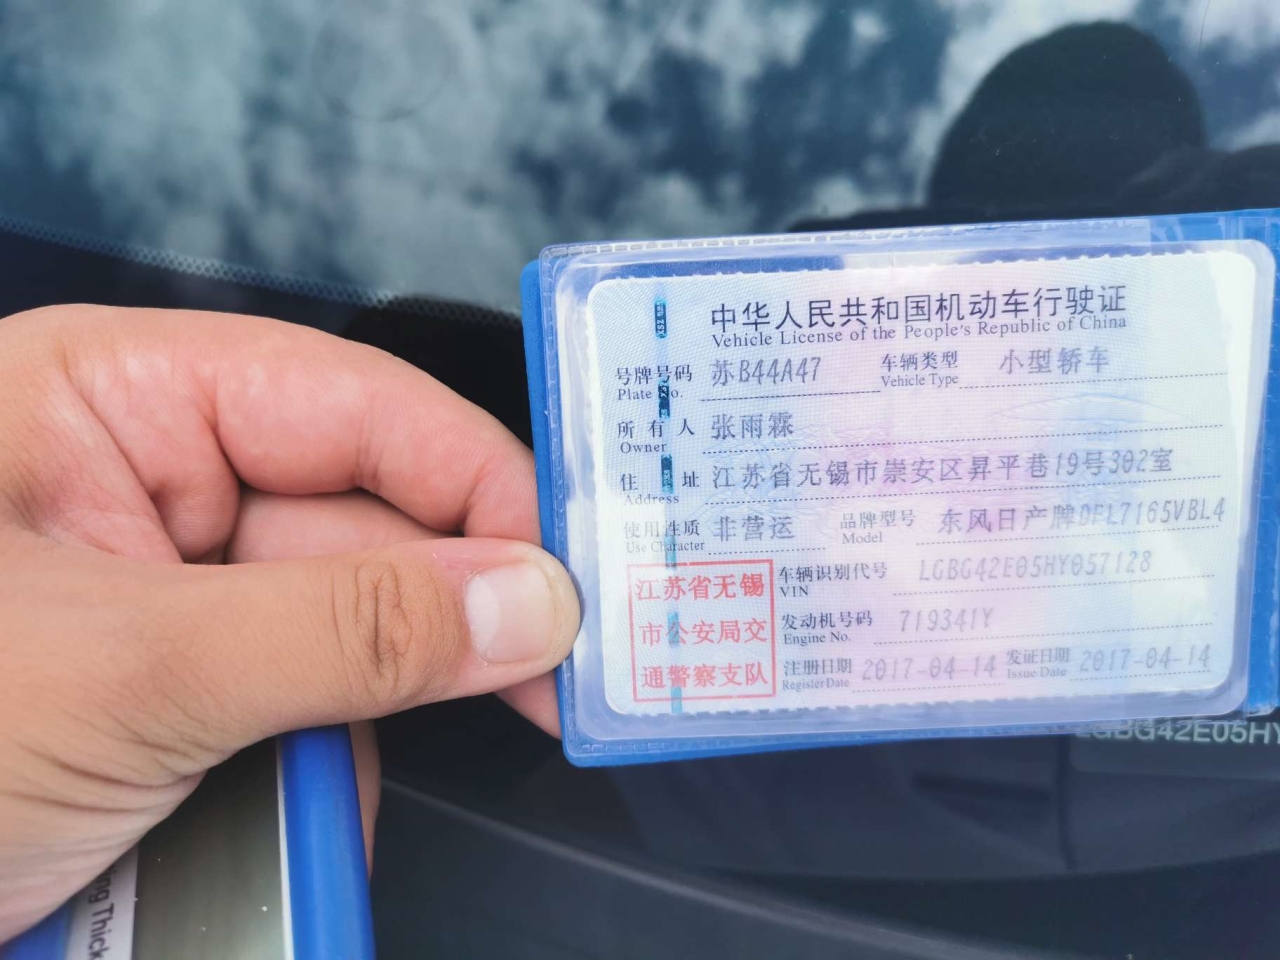 中华人民共和国机动车行驶证
Vehicle License of the People's Republic of China
号牌号码 苏B44A47 车辆类型 小型轿车
Plate No. Vehicle Type
所有人 张雨霖
Owner
住址 江苏省无锡市崇安区昇平巷19号302室
Address
使用性质 非营运 品牌型号 东风日产牌DFL7165VBL4
Use Character Model
江苏省无锡
市公安局交
通警察支队
车辆识别代号 LGBG42E05HY057128
VIN
发动机号码 719341Y
Engine No.
注册日期 2017-04-14 发证日期 2017-04-14
Register Date Issue Date
LGBG42E05HY
ng Thick